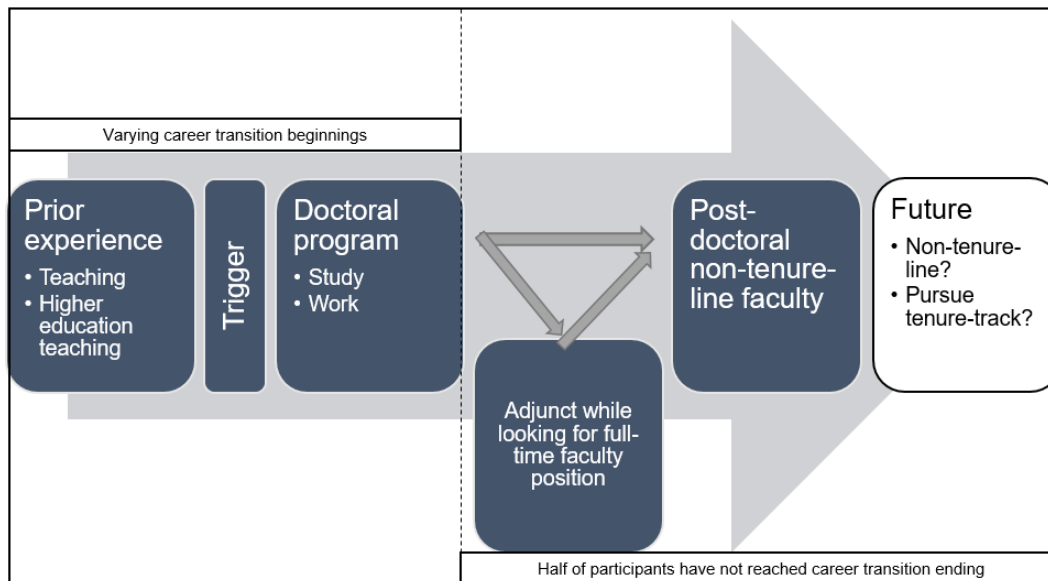 Varying career transition beginnings
Prior
experience
• Teaching
• Higher
education
teaching
Trigger
Doctoral
program
• Study
• Work
Adjunct while
looking for full-
time faculty
position
Post-
doctoral
non-tenure-
line faculty
Future
• Non-tenure-
line?
• Pursue
tenure-track?
Half of participants have not reached career transition ending